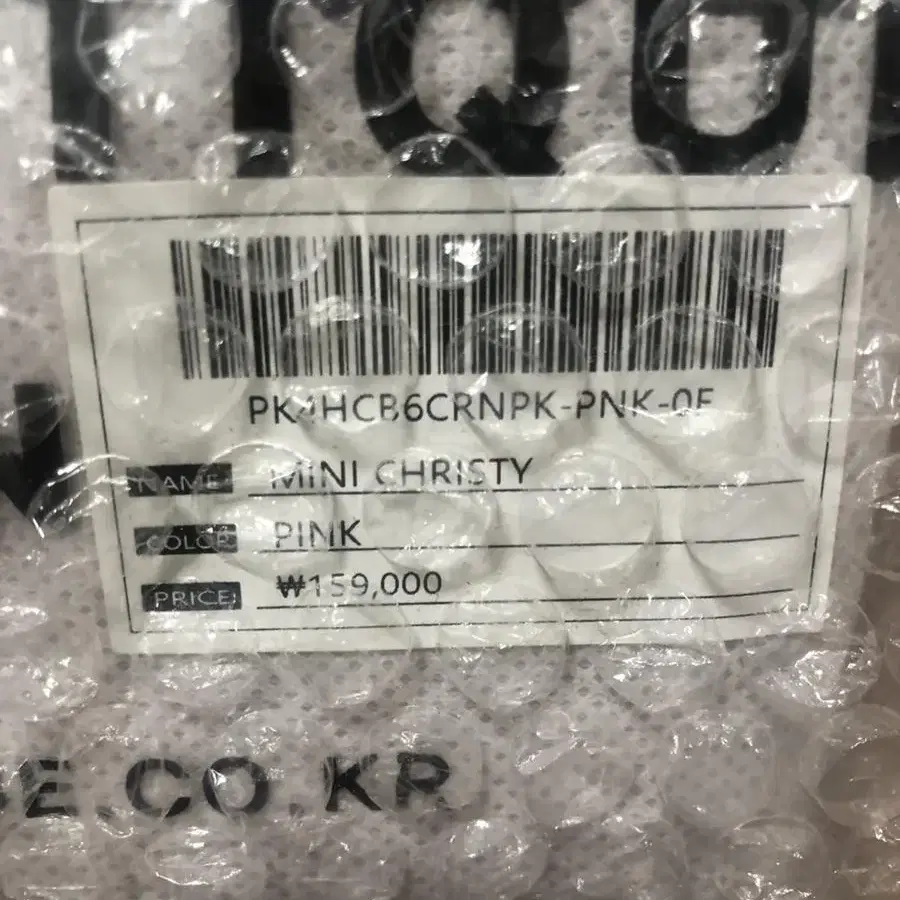 PK4HCB6CRNPK-PNK-0F
NAME: MINI CHRISTY
COLOR PINK
PRICE: ₩159,000
E.CO.KR